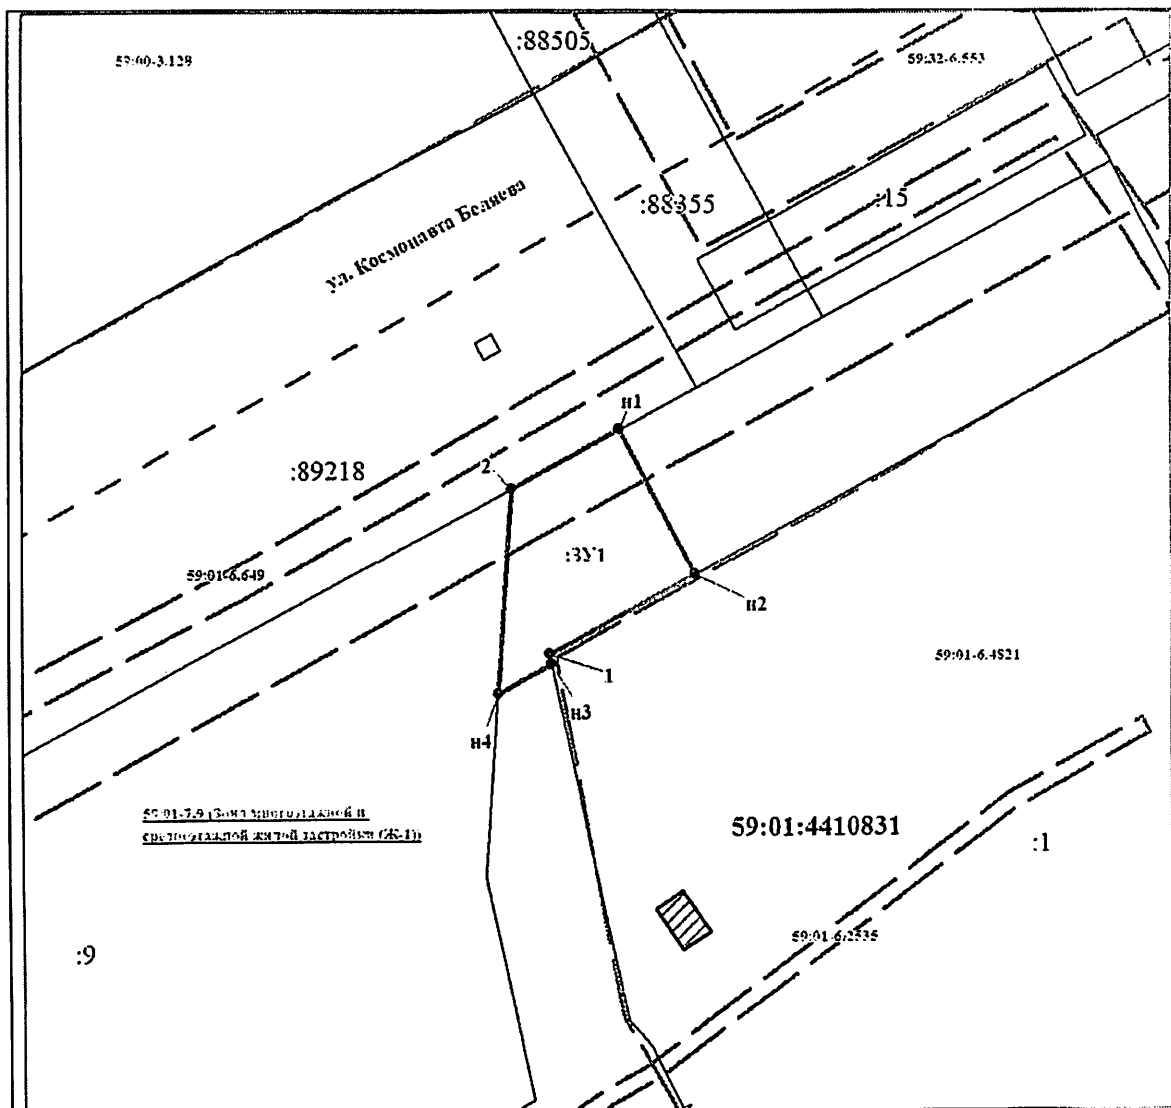 :88505
59:00-3.128
59:32-6.553
ул. Космонавта Беляева
:88355
:15
н1
:89218
2
:ЗУ1
59:01-6.649
н2
1
59:01-6.4821
н3
н4
59:01-7.9 (Зона многоэтажной и
среднеэтажной жилой застройки (Ж-1))
59:01:4410831
:1
59:01-6.2535
:9